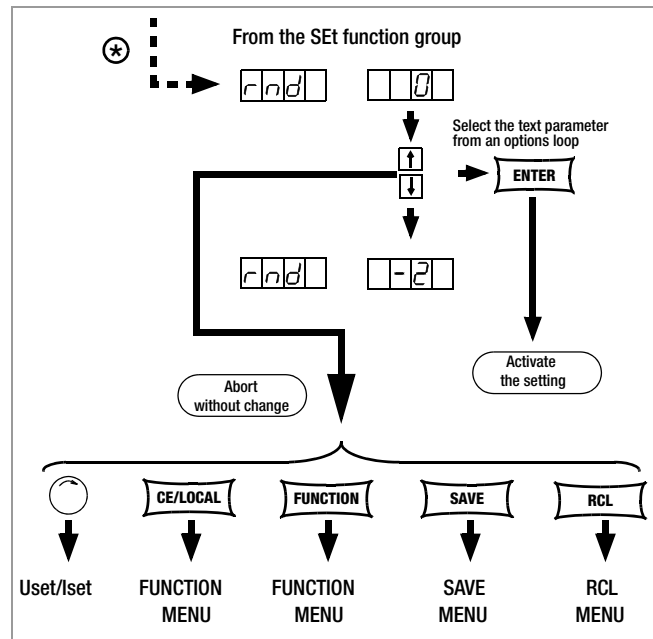 From the SEt function group
rnd 0
Select the text parameter
from an options loop
ENTER
rnd -2
Activate
the setting
Abort
without change
CE/LOCAL FUNCTION SAVE RCL
Uset/Iset FUNCTION FUNCTION SAVE RCL
MENU MENU MENU MENU